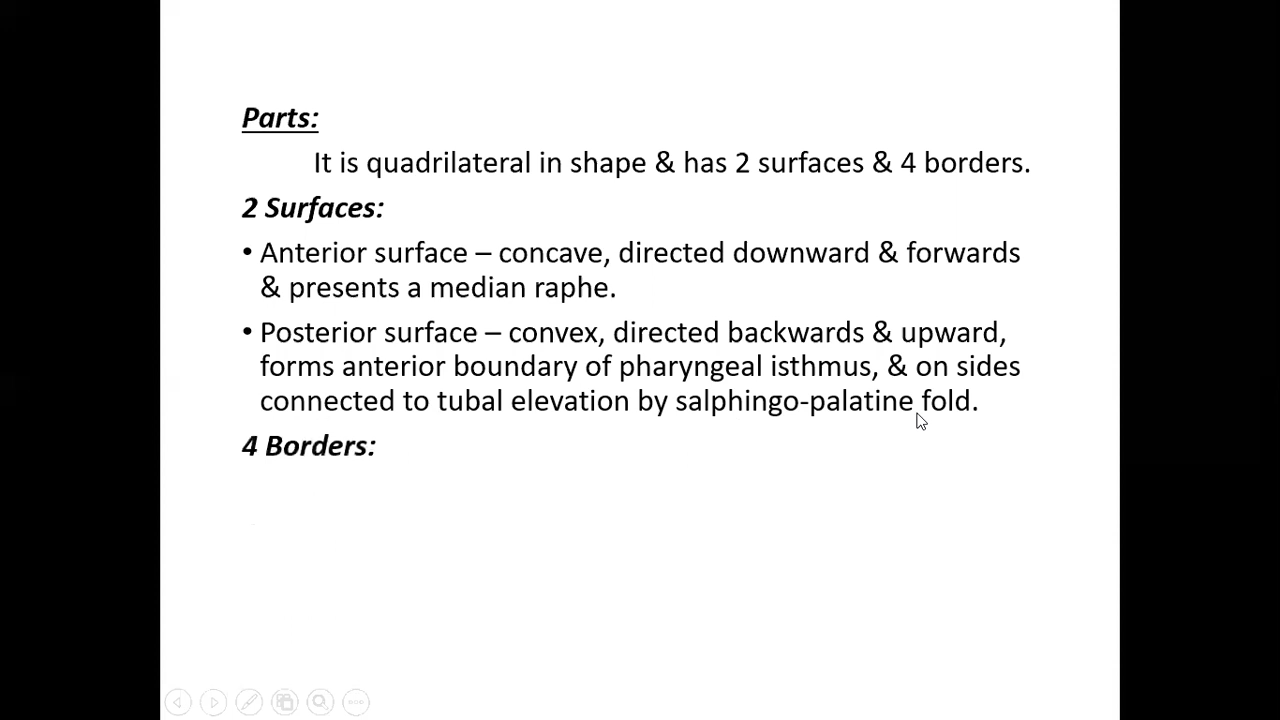 Parts:
It is quadrilateral in shape & has 2 surfaces & 4 borders.
2 Surfaces:
• Anterior surface – concave, directed downward & forwards
& presents a median raphe.
• Posterior surface – convex, directed backwards & upward,
forms anterior boundary of pharyngeal isthmus, & on sides
connected to tubal elevation by salphingo-palatine fold.
4 Borders: